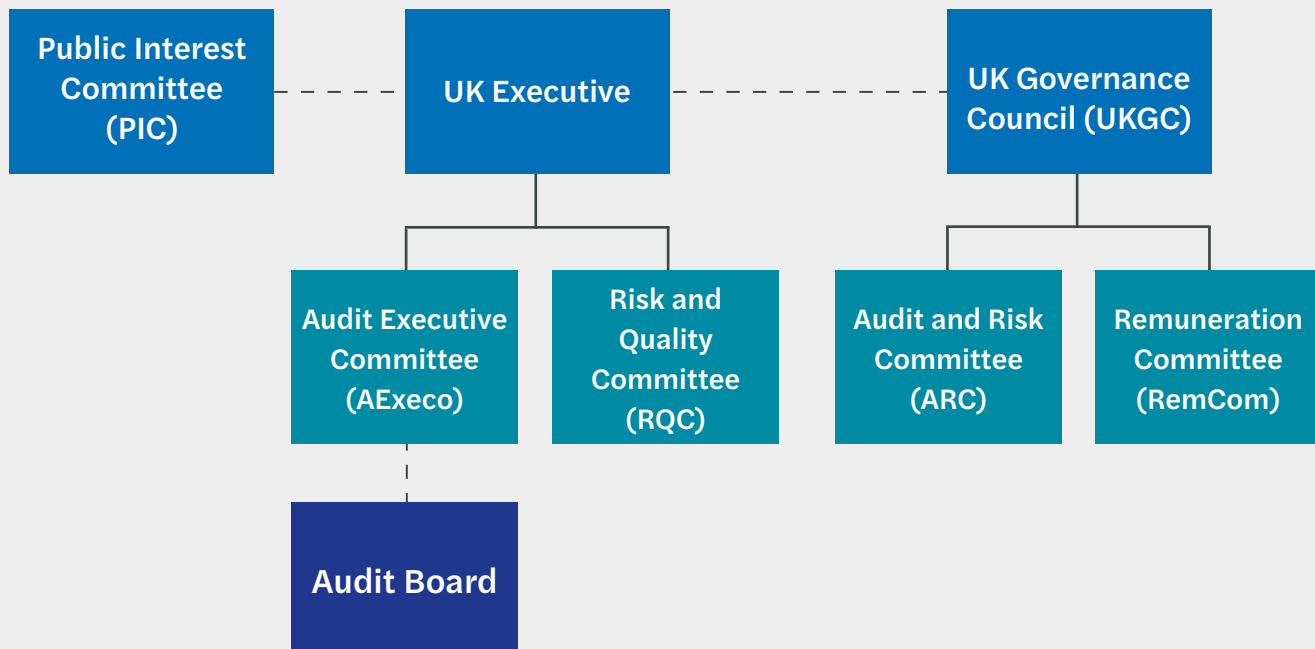 Public Interest
Committee
(PIC)
UK Executive
UK Governance
Council (UKGC)
Audit Executive
Committee
(AExeco)
Risk and
Quality
Committee
(RQC)
Audit and Risk
Committee
(ARC)
Remuneration
Committee
(RemCom)
Audit Board